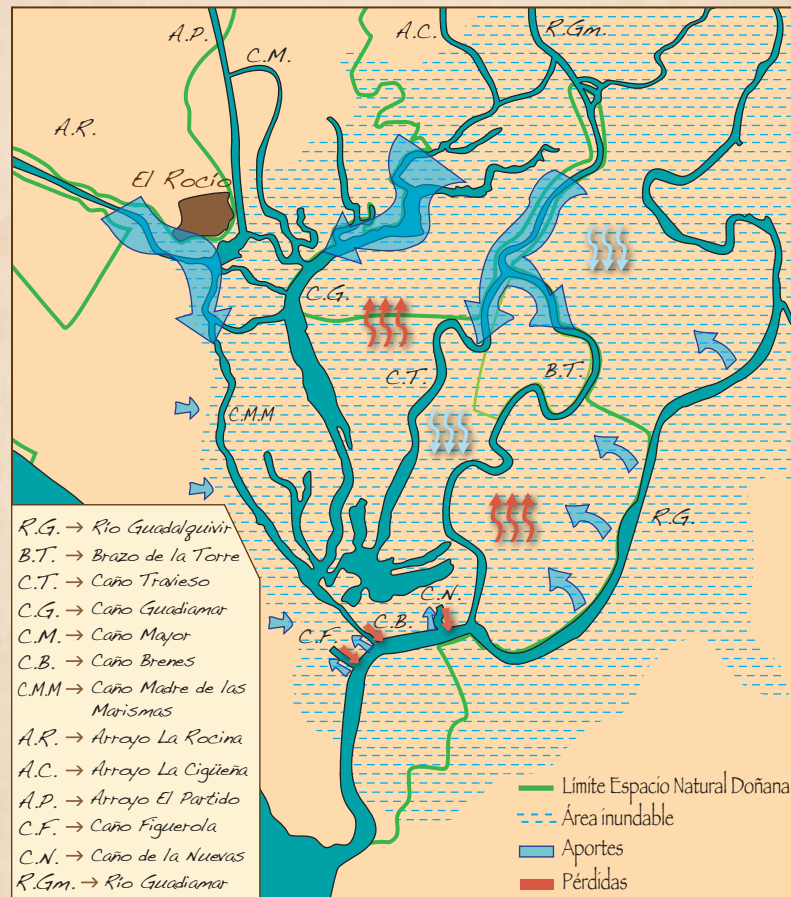 A.P.
A.C.
R.Gm.
C.M.
A.R.
El Rocío
C.G.
C.T.
B.T.
C.M.M
R.G.
C.N.
C.B.
C.F.
R.G. → Río Guadalquivir
B.T. → Brazo de la Torre
C.T. → Caño Travieso
C.G. → Caño Guadiamar
C.M. → Caño Mayor
C.B. → Caño Brenes
C.M.M → Caño Madre de las
Marismas
A.R. → Arroyo La Rocina
A.C. → Arroyo La Cigüeña
A.P. → Arroyo El Partido
C.F. → Caño Figuerola
C.N. → Caño de la Nuevas
R.Gm. → Río Guadiamar
Límite Espacio Natural Doñana
Área inundable
Aportes
Pérdidas